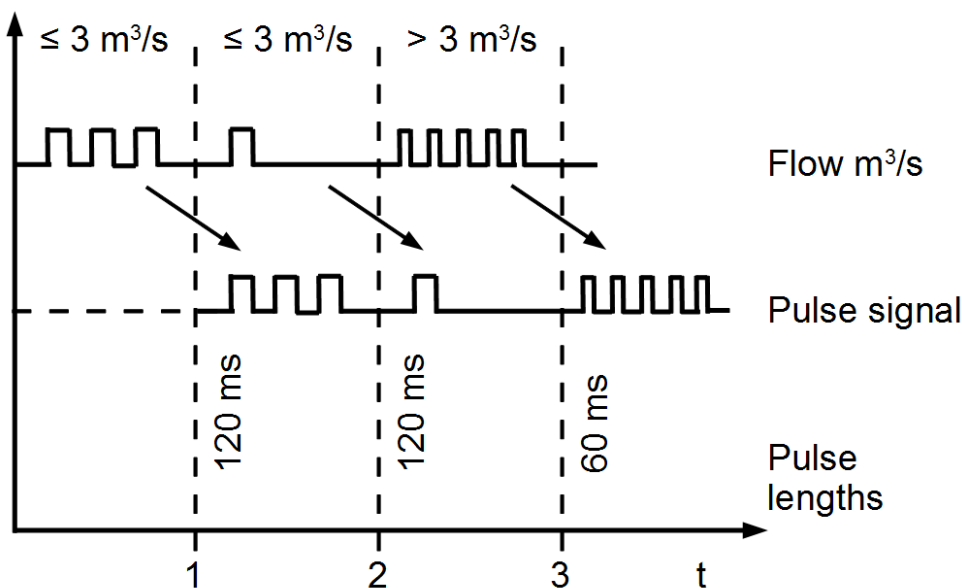 ≤ 3 m³/s ≤ 3 m³/s > 3 m³/s
Flow m³/s
Pulse signal
120 ms 120 ms 60 ms
Pulse
lengths
1 2 3 t